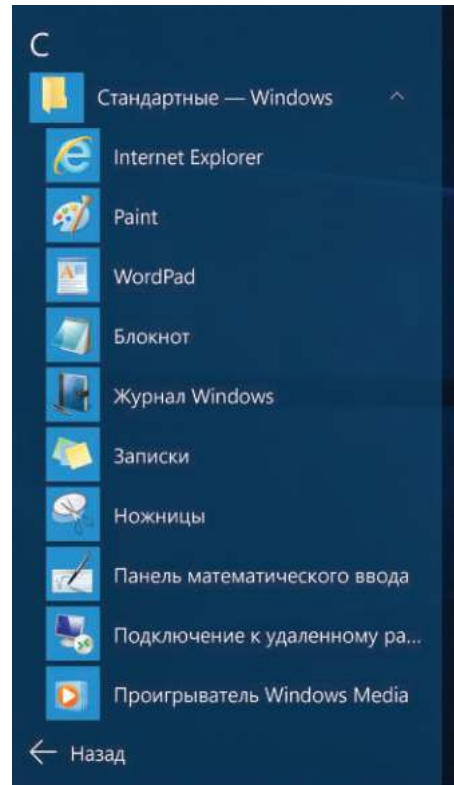 С
Стандартные — Windows
Internet Explorer
Paint
WordPad
Блокнот
Журнал Windows
Записки
Ножницы
Панель математического ввода
Подключение к удаленному ра...
Проигрыватель Windows Media
Назад